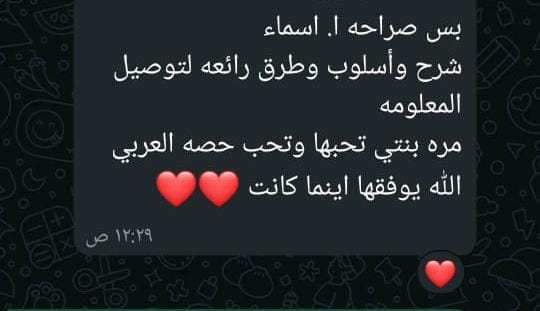 بس صراحه ا. اسماء
شرح وأسلوب وطرق رائعه لتوصيل
المعلومه
مره بنتي تحبها وتحب حصه العربي
الله يوفقها اينما كانت ❤️❤️
١٢:٢٩ ص